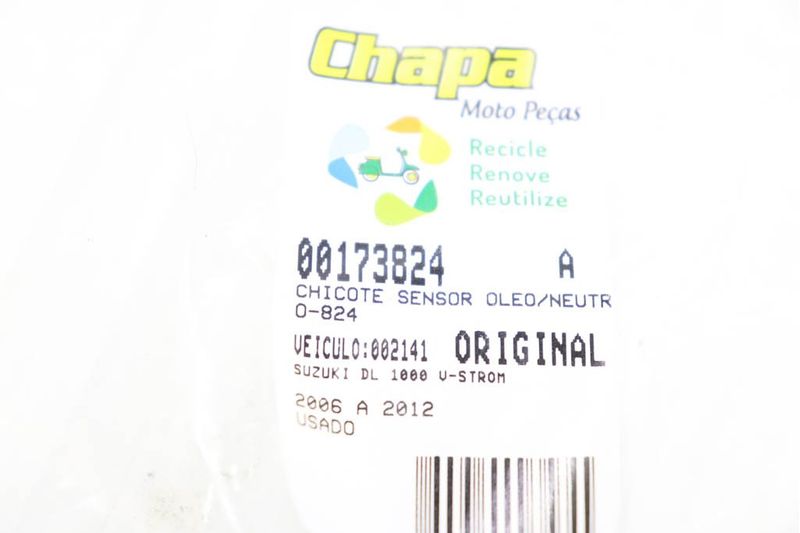 Chapa
Moto Peças
Recicle
Renove
Reutilize
00173824 A
CHICOTE SENSOR OLEO/NEUTR
O-824
VEICULO:002141 ORIGINAL
SUZUKI DL 1000 V-STROM
2006 A 2012
USADO